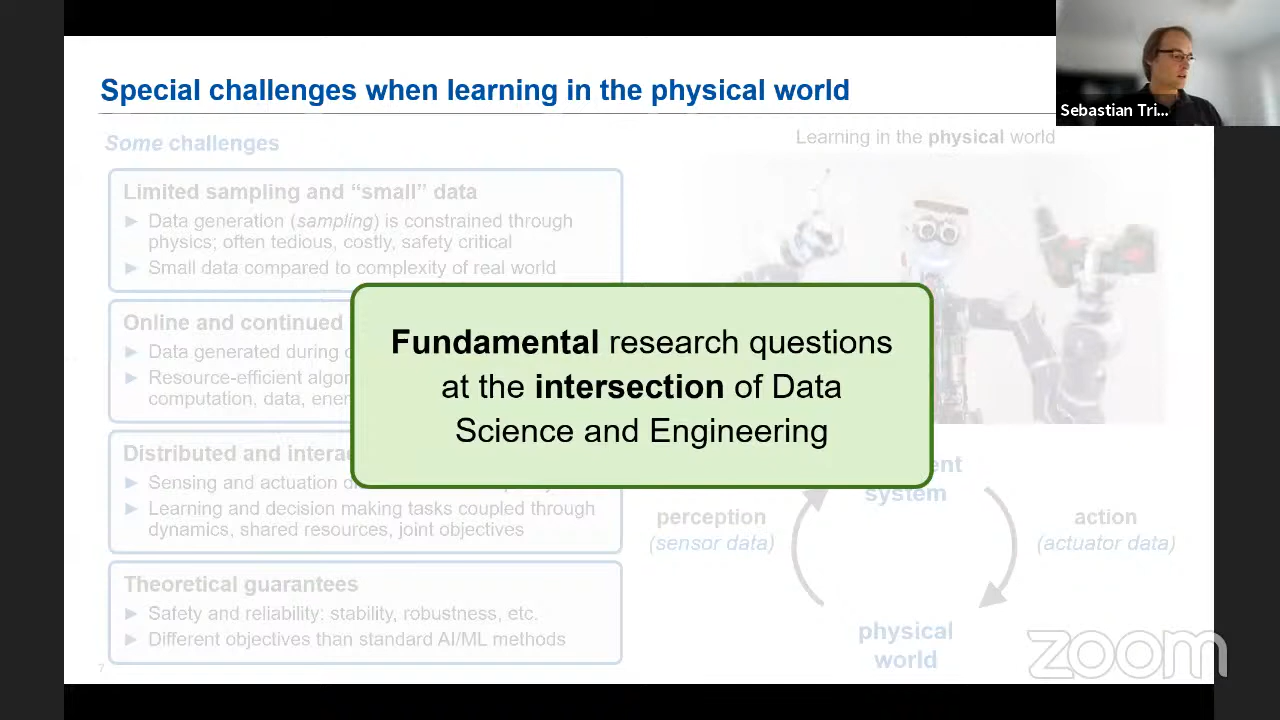 Special challenges when learning in the physical world
Sebastian Tri...
Some challenges
Learning in the physical world
Limited sampling and “small” data
► Data generation (sampling) is constrained through
physics; often tedious, costly, safety critical
► Small data compared to complexity of real world
Online and continued
► Data generated during
► Resource-efficient
computation, data,
Distributed and
► Sensing and actuation
► Learning and decision making tasks coupled through
dynamics, shared resources, joint objectives
Theoretical guarantees
► Safety and reliability: stability, robustness, etc.
► Different objectives than standard AI/ML methods
Fundamental research questions
at the intersection of Data
Science and Engineering
system
perception
(sensor data)
action
(actuator data)
physical
world
7
zoom